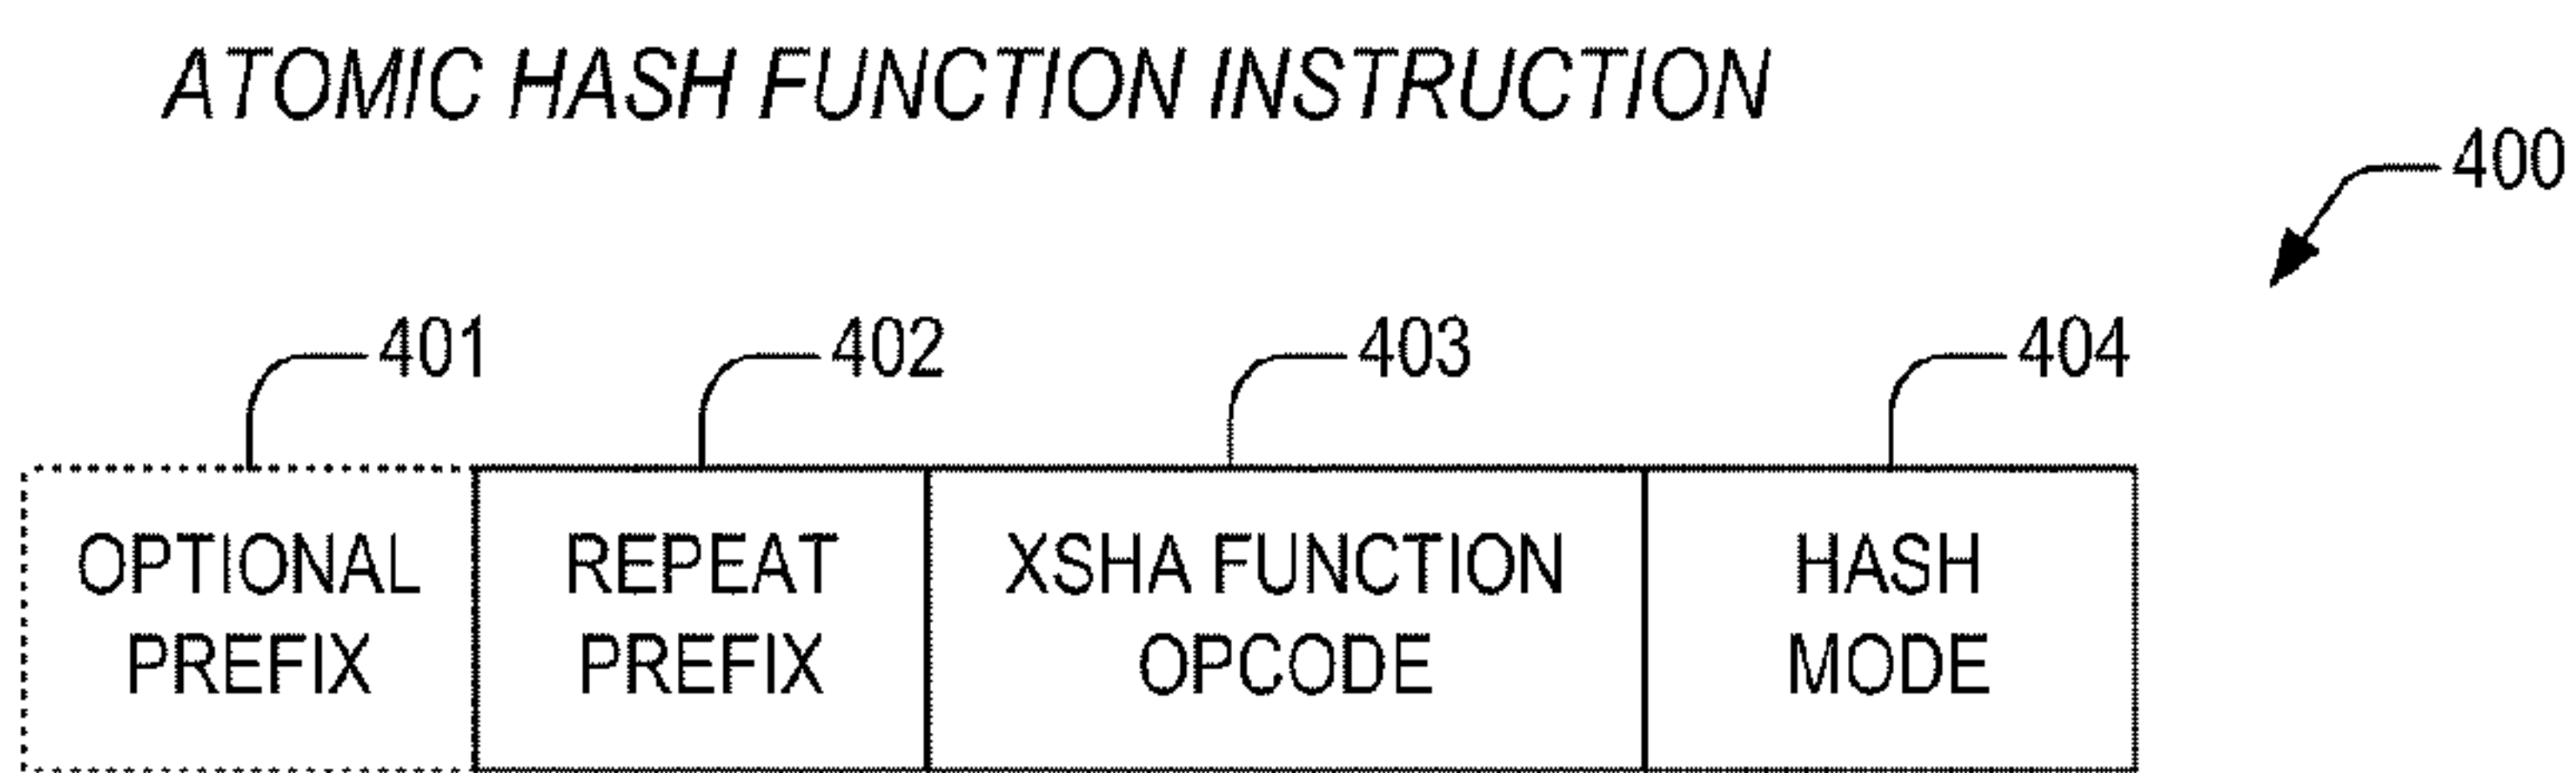 ATOMIC HASH FUNCTION INSTRUCTION
400
401
402
403
404
OPTIONAL
PREFIX
REPEAT
PREFIX
XSHA FUNCTION
OPCODE
HASH
MODE